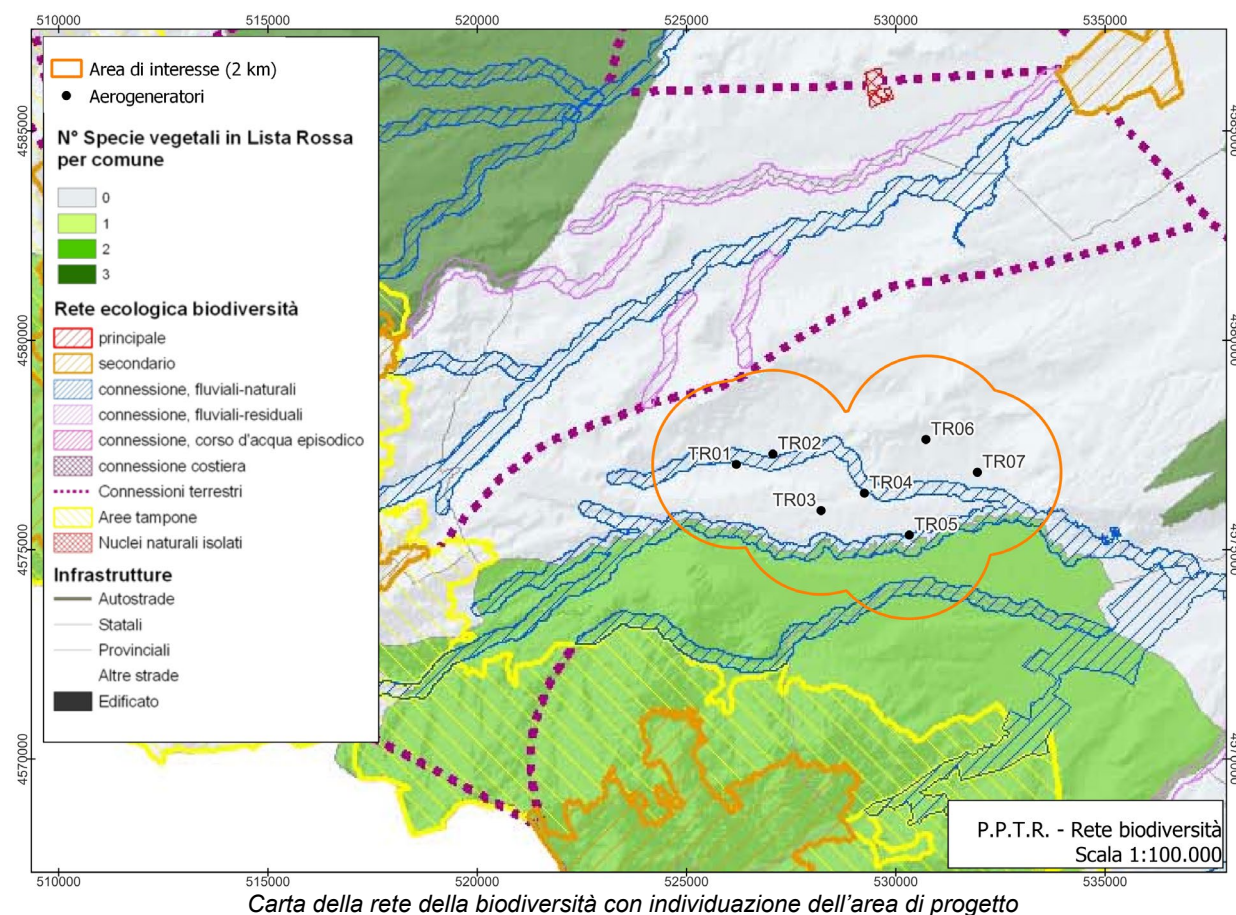 510000 515000 520000 525000 530000 535000
Area di interesse (2 km)
Aerogeneratori
N° Specie vegetali in Lista Rossa
per comune
0
1
2
3
Rete ecologica biodiversità
principale
secondario
connessione, fluviali-naturali
connessione, fluviali-residuali
connessione, corso d'acqua episodico
connessione costiera
Connessioni terrestri
Aree tampone
Nuclei naturali isolati
Infrastrutture
Autostrade
Statali
Provinciali
Altre strade
Edificato
4585000
4580000
4575000
4570000
TR01
TR02
TR03
TR04
TR05
TR06
TR07
4585000
4580000
4575000
4570000
P.P.T.R. - Rete biodiversità
Scala 1:100.000
510000 515000 520000 525000 530000 535000
Carta della rete della biodiversità con individuazione dell'area di progetto